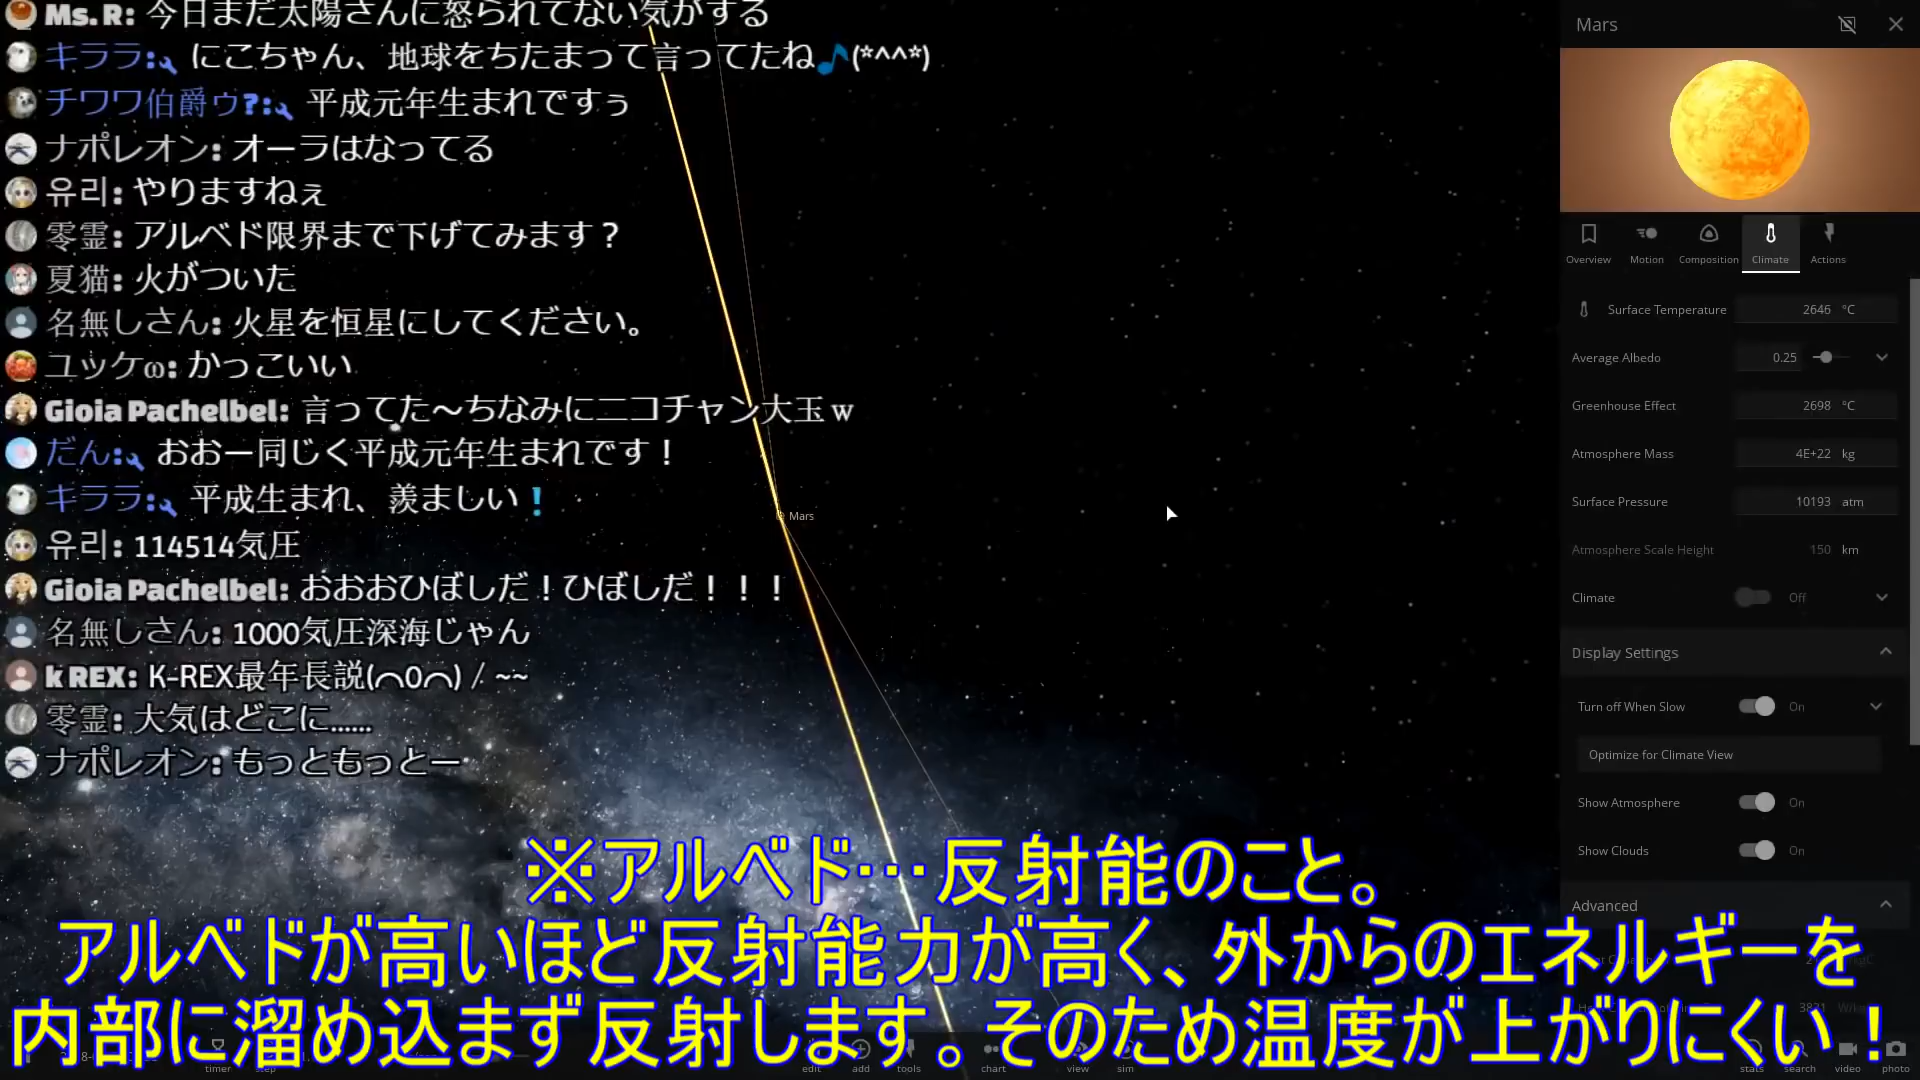 Ms. R: 今日まだ太陽さんに怒られてない気がする
キララ: にこちゃん、地球をちたまって言ってたね🎵(*^^*)
チワワ伯爵ゥ?: 平成元年生まれですぅ
ナポレオン: オーラはなってる
유리: やりますねぇ
零霊: アルベド限界まで下げてみます？
夏猫: 火がついた
名無しさん: 火星を恒星にしてください。
ユッケω: かっこいい
Gioia Pachelbel: 言ってた～ちなみにニコチャン大王ｗ
だん: おおー同じく平成元年生まれです！
キララ: 平成生まれ、羨ましい❗
유리: 114514気圧
Gioia Pachelbel: おおおひぼしだ！ひぼしだ！！！
名無しさん: 1000気圧深海じゃん
k REX: K-REX最年長説(⌒0⌒)／~~
零霊: 大気はどこに……
ナポレオン: もっともっとー
Mars
※アルベド…反射能のこと。
アルベドが高いほど反射能力が高く、外からのエネルギーを
内部に溜め込まず反射します。そのため温度が上がりにくい！
Mars
Overview Motion Composition Climate Actions
Surface Temperature 2646 °C
Average Albedo 0.25
Greenhouse Effect 2698 °C
Atmosphere Mass 4E+22 kg
Surface Pressure 10193 atm
Atmosphere Scale Height 150 km
Climate Off
Display Settings
Turn off When Slow On
Optimize for Climate View
Show Atmosphere On
Show Clouds On
Advanced
timer step edit add tools chart view sim stats search video photo